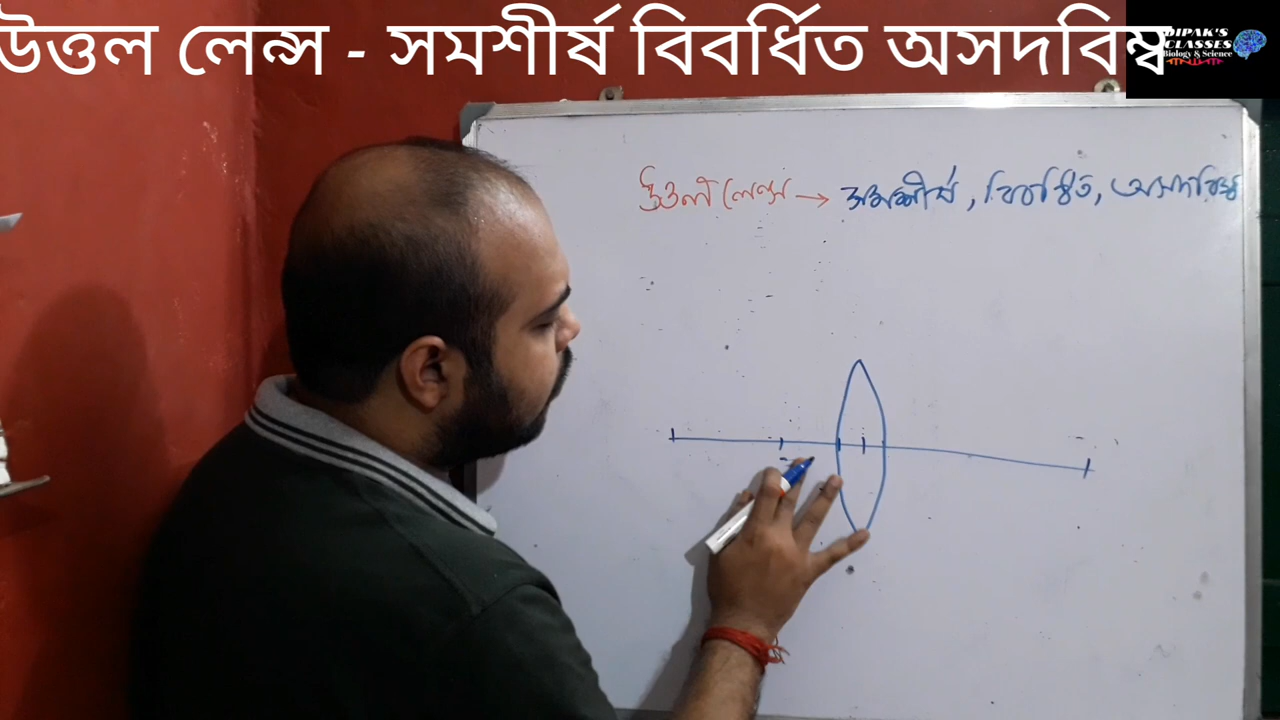 উত্তল লেন্স - সমশীর্ষ বিবর্ধিত অসদবিম্ব
DIPAK'S
CLASSES
Biology & Science
উত্তল লেন্স → সমশীর্ষ, বিবর্ধিত, অসদবিম্ব